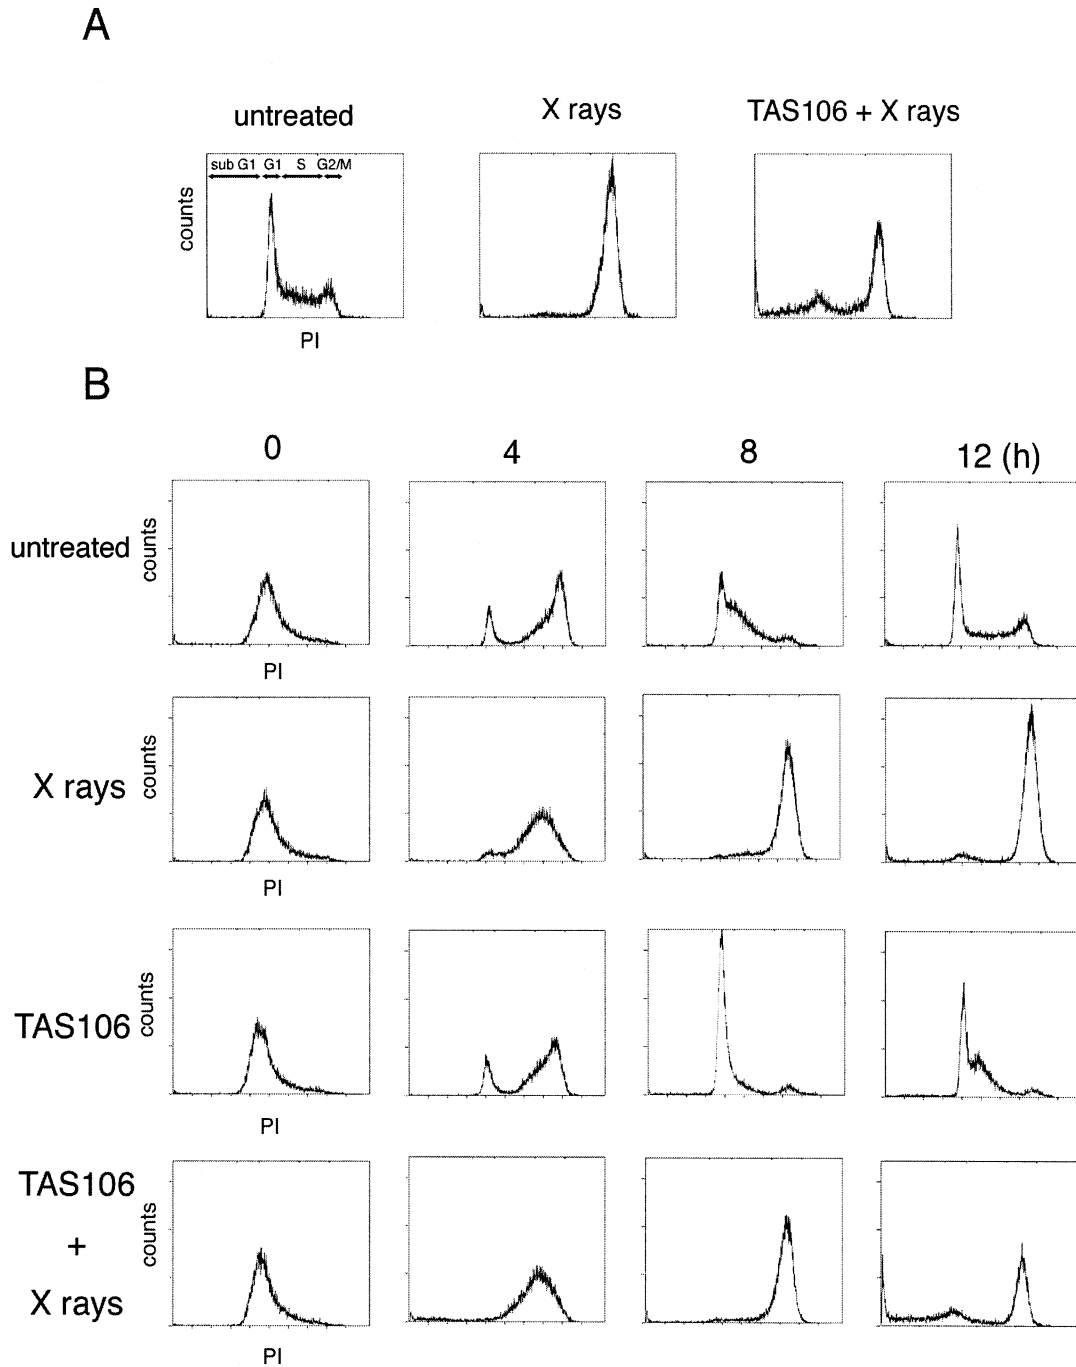 A
untreated
X rays
TAS106 + X rays
sub G1 G1 S G2/M
counts
PI
B
0
4
8
12 (h)
untreated
counts
PI
X rays
counts
PI
TAS106
counts
PI
TAS106
+
X rays
counts
PI